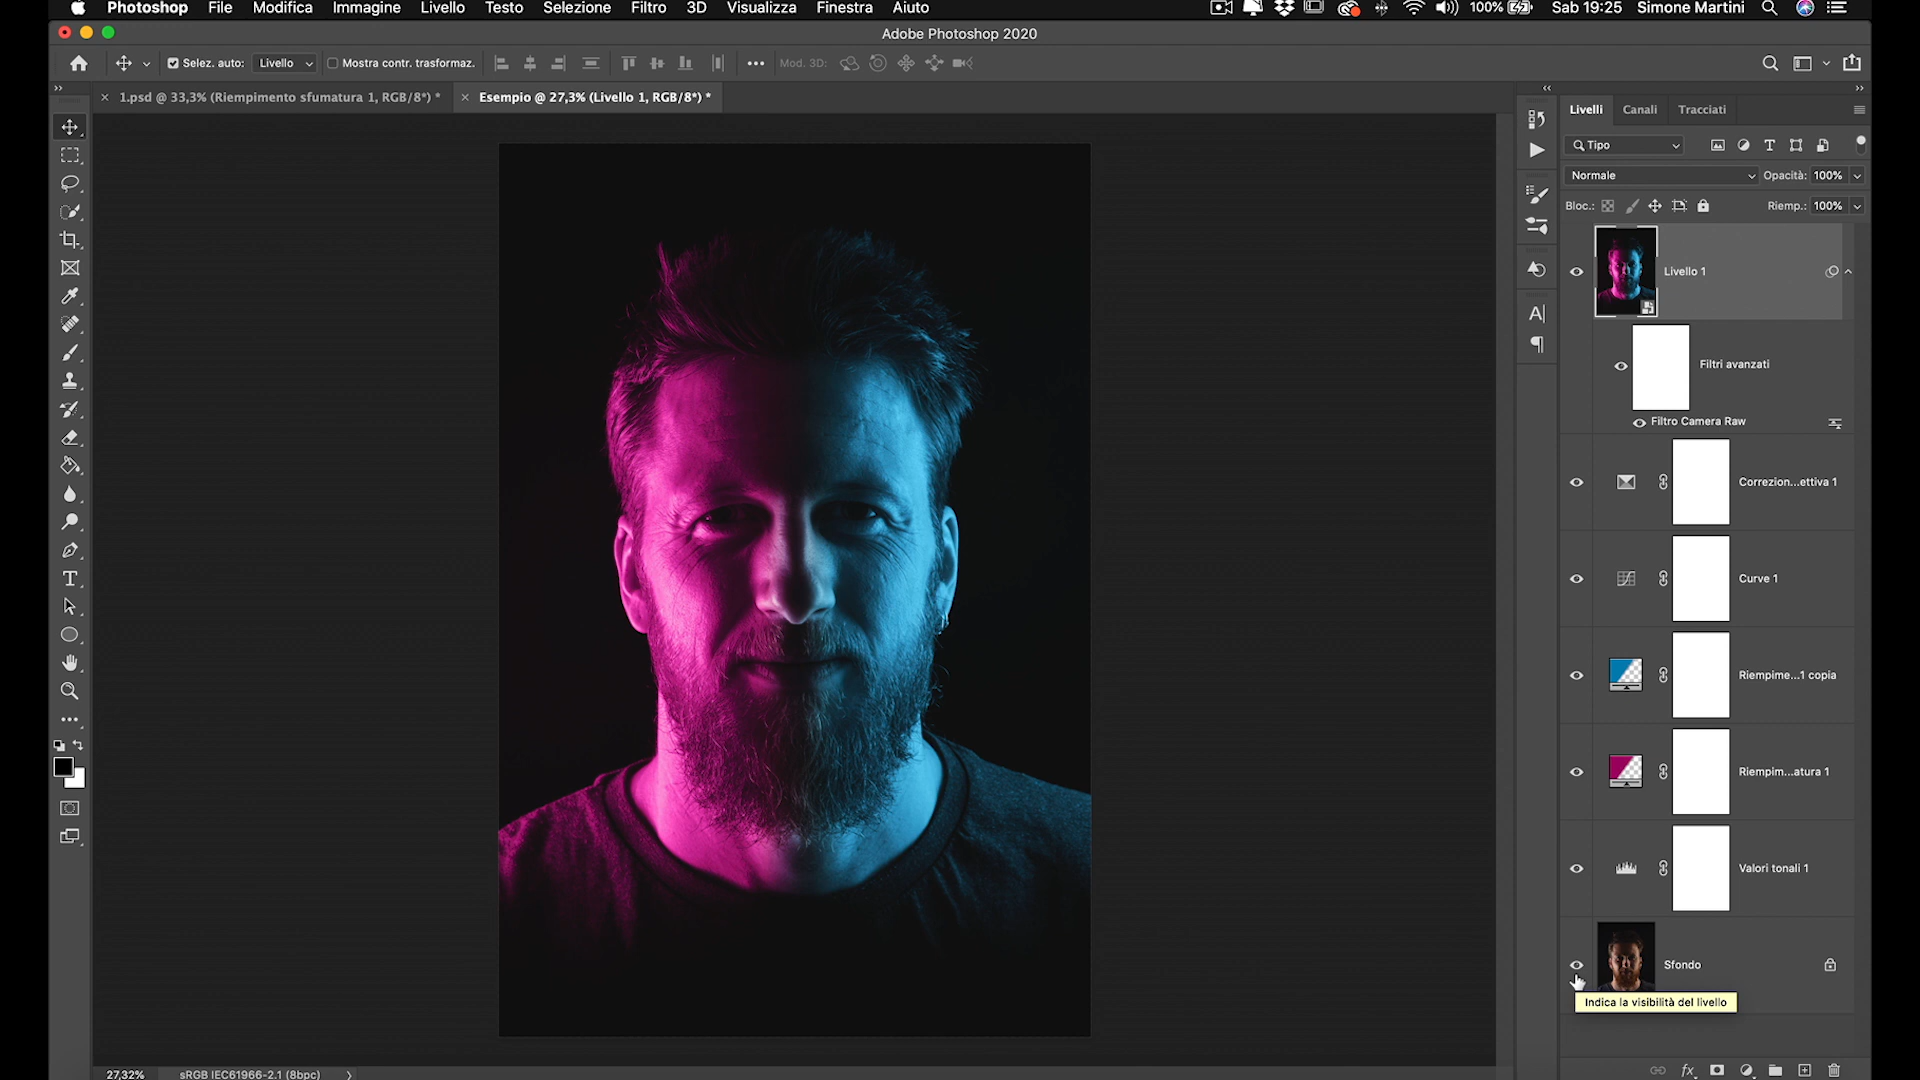 Photoshop File Modifica Immagine Livello Testo Selezione Filtro 3D Visualizza Finestra Aiuto 100% Sab 19:25 Simone Martini
Adobe Photoshop 2020
Selez. auto: Livello Mostra contr. trasformaz. Mod. 3D:
1.psd @ 33,3% (Riempimento sfumatura 1, RGB/8*) *
Esempio @ 27,3% (Livello 1, RGB/8*) *
Livelli Canali Tracciati
Tipo
Normale Opacità: 100%
Bloc.: Riemp.: 100%
Livello 1
Filtri avanzati
Filtro Camera Raw
Correzion...ettiva 1
Curve 1
Riempime...1 copia
Riempim...atura 1
Valori tonali 1
Sfondo
Indica la visibilità del livello
27,32% sRGB IEC61966-2.1 (8bpc)